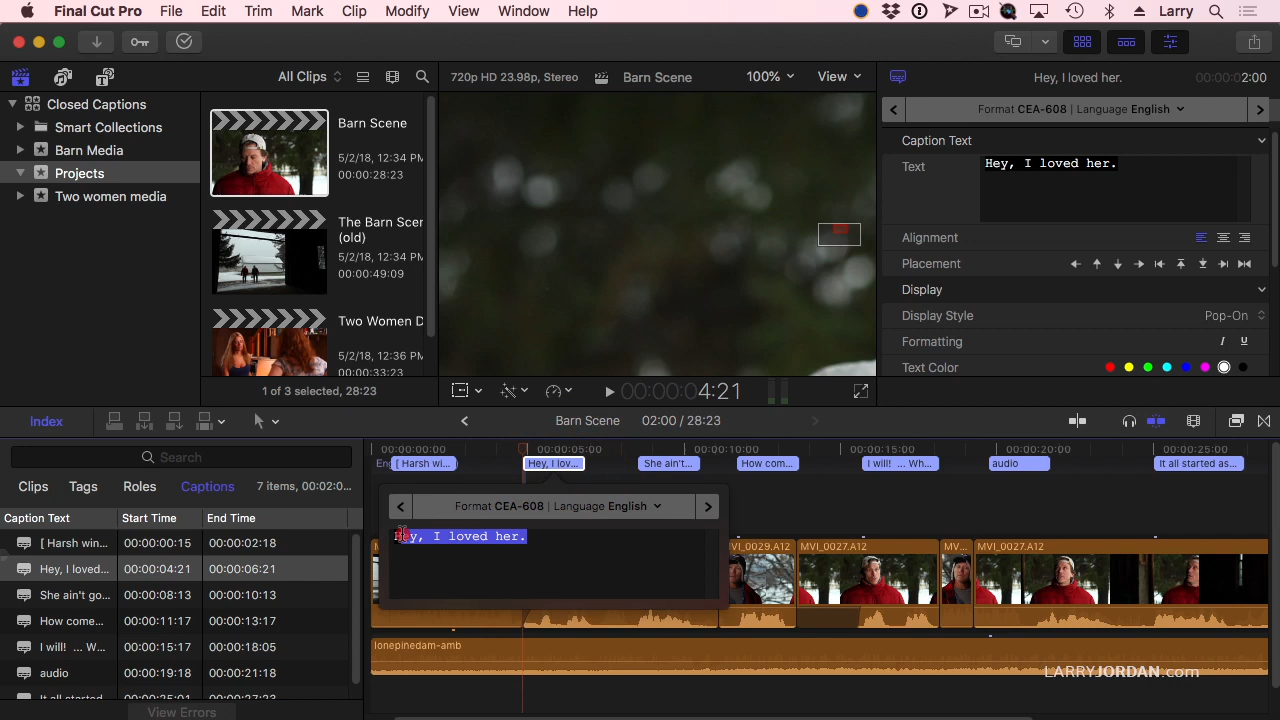 Final Cut Pro File Edit Trim Mark Clip Modify View Window Help Larry
All Clips
720p HD 23.98p, Stereo Barn Scene 100% View
Hey, I loved her. 00:00:02:00
Closed Captions
Smart Collections
Barn Media
Projects
Two women media
Barn Scene
5/2/18, 12:34 PM
00:00:28:23
The Barn Scen
(old)
5/2/18, 12:34 PM
00:00:49:09
Two Women D
5/2/18, 12:36 PM
00:00:33:23
1 of 3 selected, 28:23
00:00:04:21
Format CEA-608 | Language English
Caption Text
Text Hey, I loved her.
Alignment
Placement
Display
Display Style Pop-On
Formatting I U
Text Color
Index
Barn Scene 02:00 / 28:23
Search
Clips Tags Roles Captions 7 items, 00:02:0...
Caption Text Start Time End Time
[ Harsh win... 00:00:00:15 00:00:02:18
Hey, I loved... 00:00:04:21 00:00:06:21
She ain't go... 00:00:08:13 00:00:10:13
How come... 00:00:11:17 00:00:13:17
I will! ... W... 00:00:15:17 00:00:18:05
audio 00:00:19:18 00:00:21:18
It all started 00:00:25:01 00:00:27:23
View Errors
00:00:00:00 00:00:05:00 00:00:10:00 00:00:15:00 00:00:20:00 00:00:25:00
Eng [ Harsh wi... Hey, I lov... She ain't... How com... I will! ... Wh... audio It all started as...
Format CEA-608 | Language English
Hey, I loved her.
MVI_0029.A12 MVI_0027.A12 MV... MVI_0027.A12
lonepinedam-amb
LARRYJORDAN.com